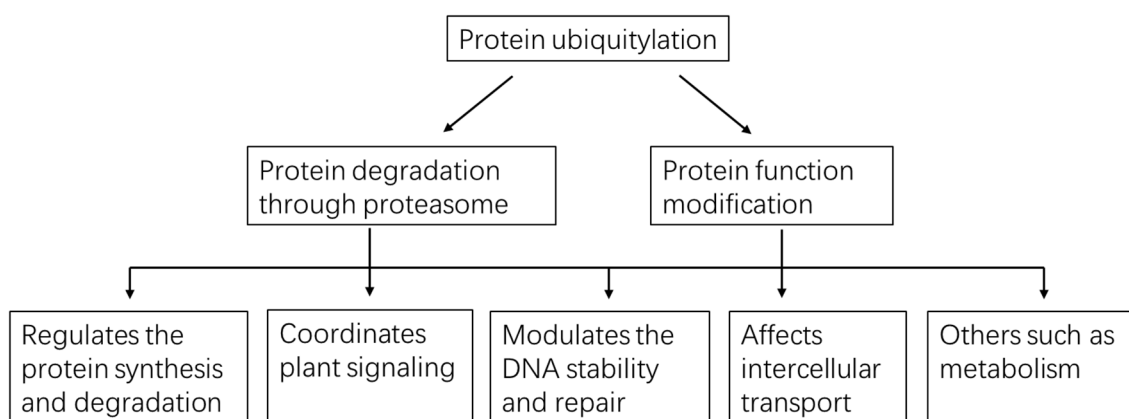 Protein ubiquitylation
Protein degradation
through proteasome
Protein function
modification
Regulates the
protein synthesis
and degradation
Coordinates
plant signaling
Modulates the
DNA stability
and repair
Affects
intercellular
transport
Others such as
metabolism